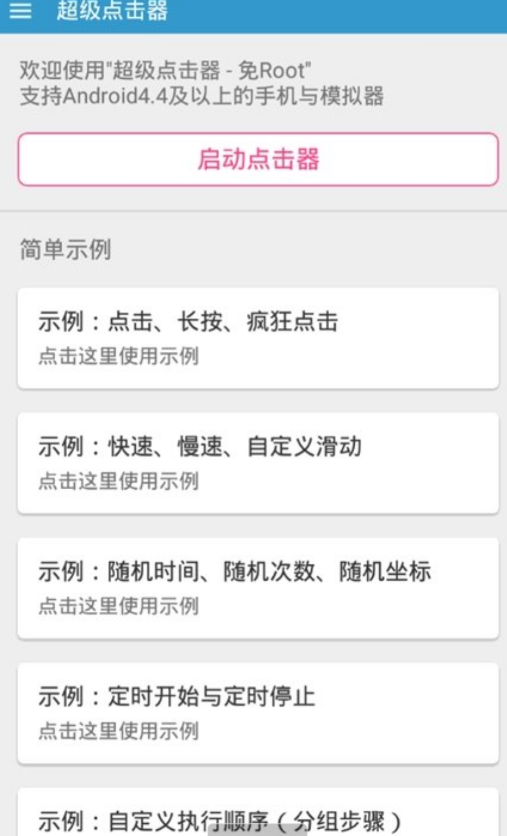 超级点击器
欢迎使用"超级点击器 - 免Root"
支持Android4.4及以上的手机与模拟器
启动点击器
简单示例
示例：点击、长按、疯狂点击
点击这里使用示例
示例：快速、慢速、自定义滑动
点击这里使用示例
示例：随机时间、随机次数、随机坐标
点击这里使用示例
示例：定时开始与定时停止
点击这里使用示例
示例：自定义执行顺序（分组步骤）